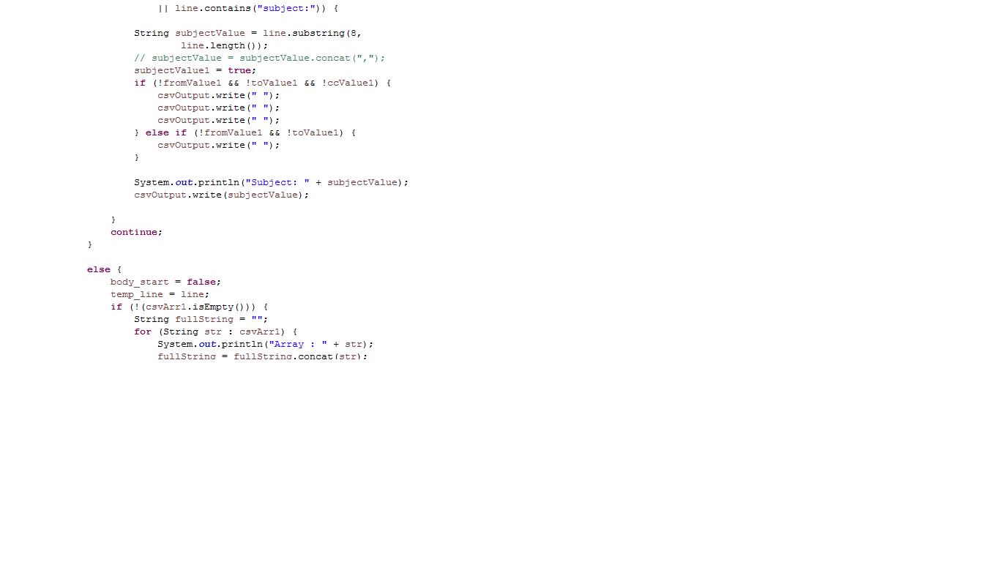 || line.contains("subject:")) {
String subjectValue = line.substring(8,
line.length());
// subjectValue = subjectValue.concat(",");
subjectValue1 = true;
if (!fromValue1 && !toValue1 && !ccValue1) {
csvOutput.write(" ");
csvOutput.write(" ");
csvOutput.write(" ");
} else if (!fromValue1 && !toValue1) {
csvOutput.write(" ");
}
System.out.println("Subject: " + subjectValue);
csvOutput.write(subjectValue);
}
continue;
}
else {
body_start = false;
temp_line = line;
if (!(csvArr1.isEmpty())) {
String fullString = "";
for (String str : csvArr1) {
System.out.println("Array : " + str);
fullString = fullString.concat(str);